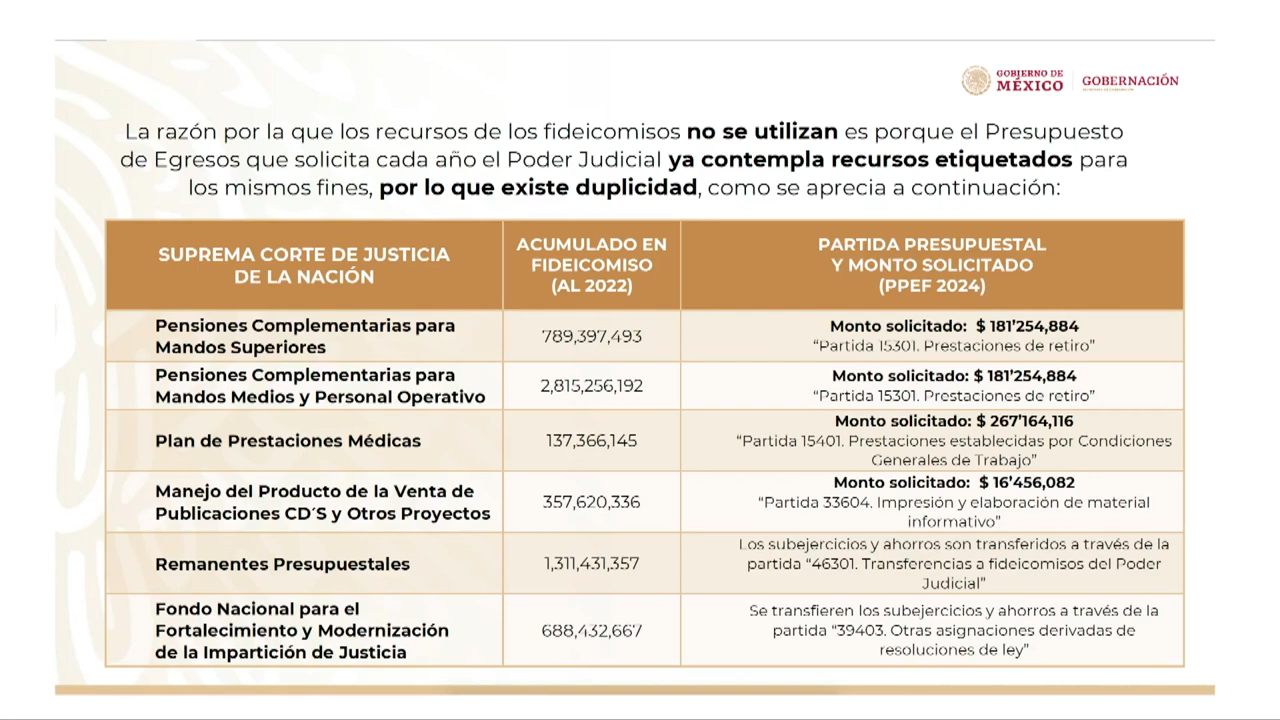 GOBIERNO DE
MÉXICO
GOBERNACIÓN
La razón por la que los recursos de los fideicomisos no se utilizan es porque el Presupuesto
de Egresos que solicita cada año el Poder Judicial ya contempla recursos etiquetados para
los mismos fines, por lo que existe duplicidad, como se aprecia a continuación:
SUPREMA CORTE DE JUSTICIA
DE LA NACIÓN
ACUMULADO EN
FIDEICOMISO
(AL 2022)
PARTIDA PRESUPUESTAL
Y MONTO SOLICITADO
(PPEF 2024)
Pensiones Complementarias para
Mandos Superiores
789,397,493
Monto solicitado: $ 181’254,884
“Partida 15301. Prestaciones de retiro”
Pensiones Complementarias para
Mandos Medios y Personal Operativo
2,815,256,192
Monto solicitado: $ 181’254,884
“Partida 15301. Prestaciones de retiro”
Plan de Prestaciones Médicas
137,366,145
Monto solicitado: $ 267’164,116
“Partida 15401. Prestaciones establecidas por Condiciones
Generales de Trabajo”
Manejo del Producto de la Venta de
Publicaciones CD´S y Otros Proyectos
357,620,336
Monto solicitado: $ 16’456,082
“Partida 33604. Impresión y elaboración de material
informativo”
Remanentes Presupuestales
1,311,431,357
Los subejercicios y ahorros son transferidos a través de la
partida “46301. Transferencias a fideicomisos del Poder
Judicial”
Fondo Nacional para el
Fortalecimiento y Modernización
de la Impartición de Justicia
688,432,667
Se transfieren los subejercicios y ahorros a través de la
partida “39403. Otras asignaciones derivadas de
resoluciones de ley”